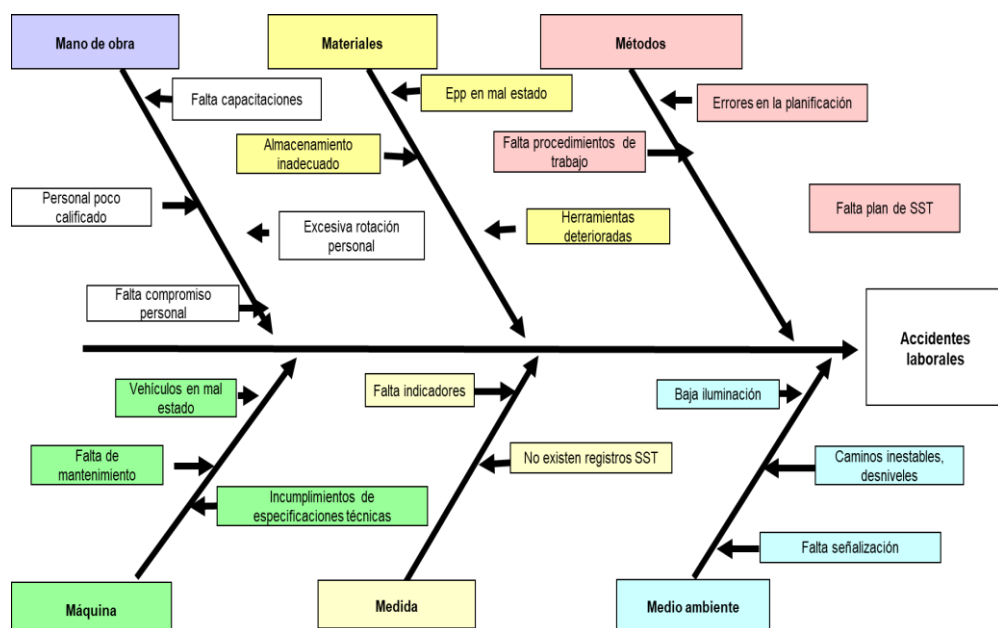 Mano de obra
Materiales
Métodos
Falta capacitaciones
Epp en mal estado
Errores en la planificación
Almacenamiento
inadecuado
Falta procedimientos de
trabajo
Personal poco
calificado
Excesiva rotación
personal
Herramientas
deterioradas
Falta plan de SST
Falta compromiso
personal
Accidentes
laborales
Vehículos en mal
estado
Falta indicadores
Baja iluminación
Falta de
mantenimiento
No existen registros SST
Caminos inestables,
desniveles
Incumplimientos de
especificaciones técnicas
Falta señalización
Máquina
Medida
Medio ambiente